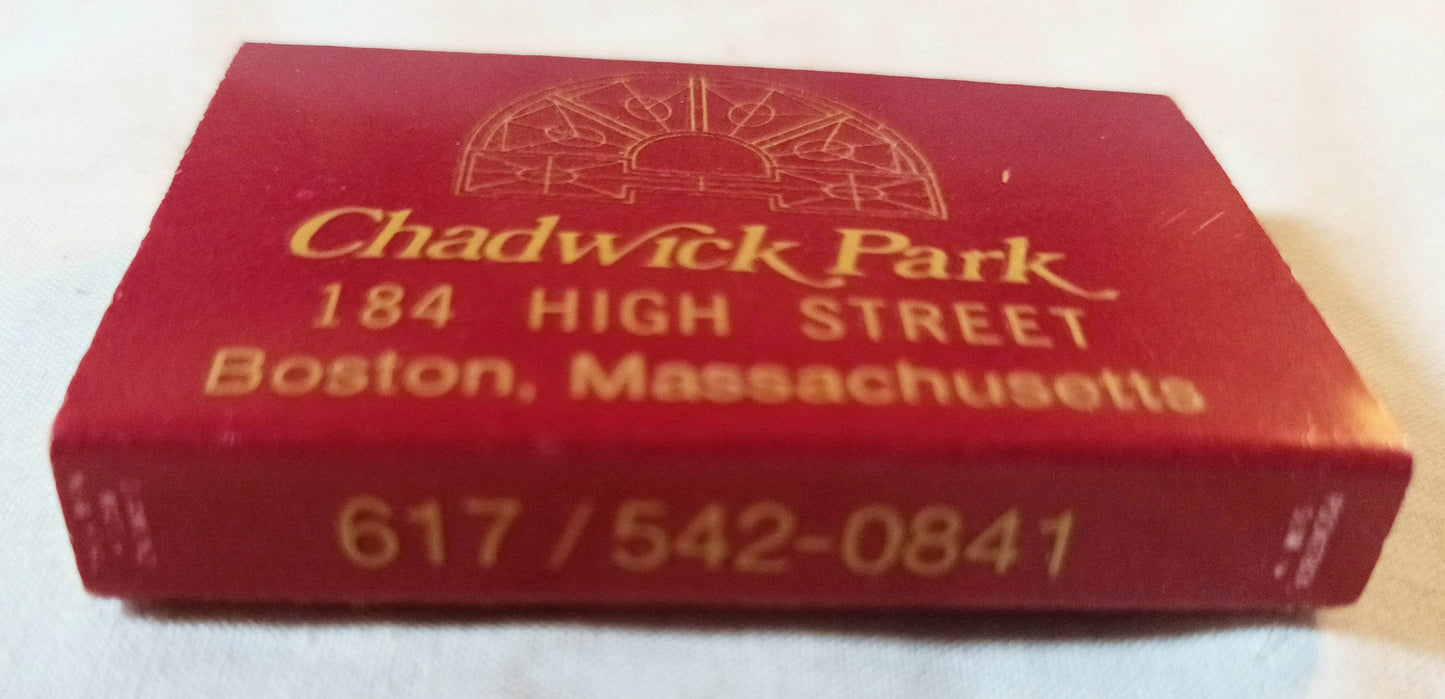 Chadwick Park
184 HIGH STREET
Boston, Massachusetts
617/542-0841